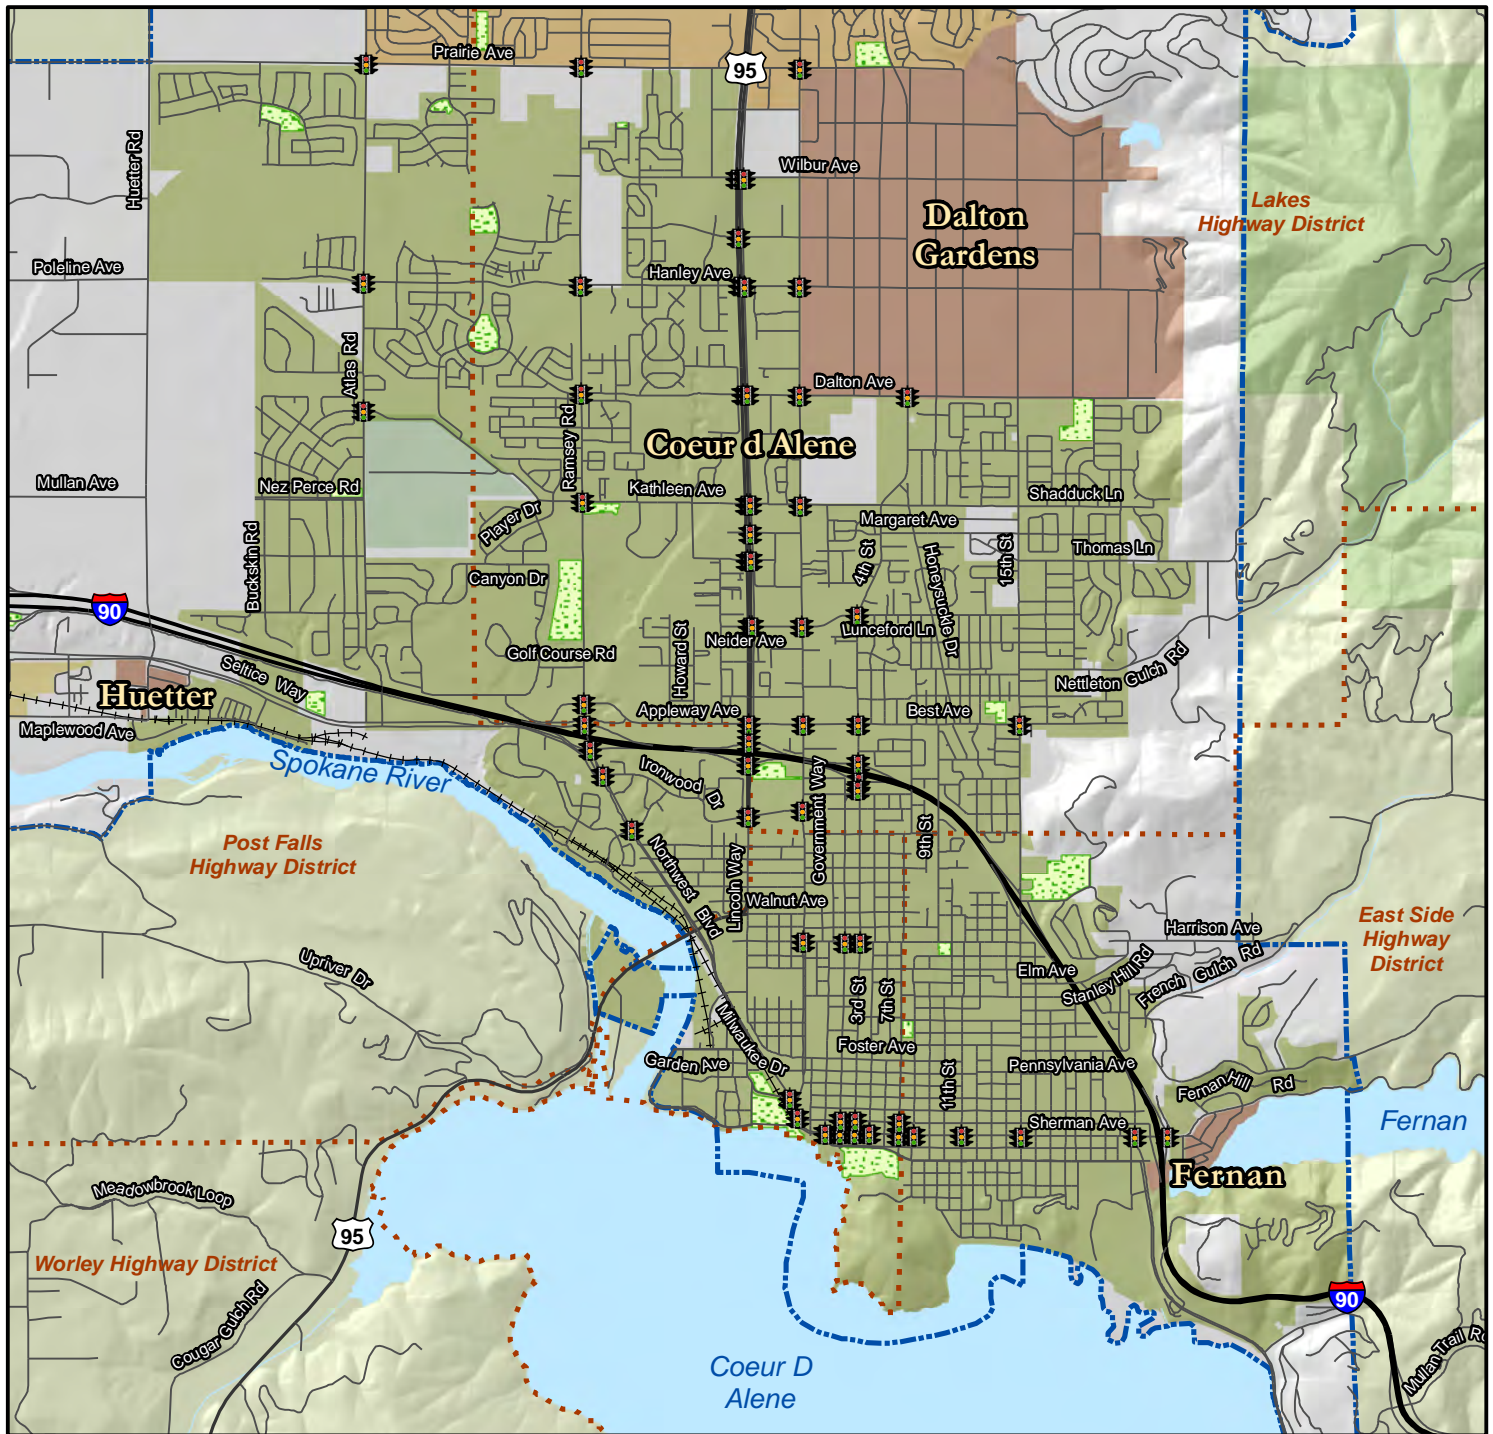 Prairie Ave
95
Huetter Rd
Wilbur Ave
Dalton
Gardens
Lakes
Highway District
Poleline Ave
Hanley Ave
Atlas Rd
Dalton Ave
Ramsey Rd
Coeur d Alene
Mullan Ave
Nez Perce Rd
Kathleen Ave
Shadduck Ln
Player Dr
Margaret Ave
Buckskin Rd
4th St
Honeysuckle Dr
15th St
Thomas Ln
Canyon Dr
90
Lunceford Ln
Neider Ave
Howard St
Golf Course Rd
Seltice Way
Nettleton Gulch Rd
Huetter
Appleway Ave
Best Ave
Maplewood Ave
Spokane River
Ironwood Dr
Government Way
9th St
Post Falls
Highway District
Northwest Blvd
Lincoln Way
Walnut Ave
East Side
Highway
District
Harrison Ave
Upriver Dr
Elm Ave
Stanley Hill Rd
French Gulch Rd
3rd St
7th St
Milwaukee Dr
Foster Ave
Garden Ave
Pennsylvania Ave
11th St
Fernan Hill Rd
Sherman Ave
Fernan
Fernan
Meadowbrook Loop
95
Worley Highway District
Cougar Gulch Rd
90
Coeur D
Alene
Mullan Trail Rd